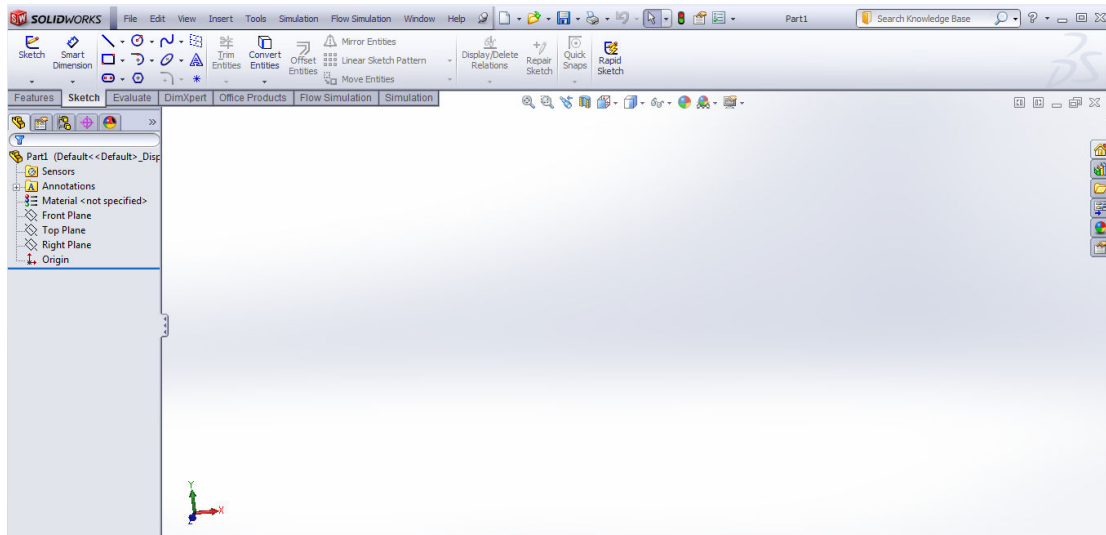 SW SOLIDWORKS File Edit View Insert Tools Simulation Flow Simulation Window Help Part1 Search Knowledge Base
Sketch Smart Dimension Trim Entities Convert Entities Offset Entities Mirror Entities Linear Sketch Pattern Move Entities Display/Delete Relations Repair Sketch Quick Snaps Rapid Sketch
Features Sketch Evaluate DimXpert Office Products Flow Simulation Simulation
Part1 (Default<<Default>_Disp
Sensors
A Annotations
Material <not specified>
Front Plane
Top Plane
Right Plane
Origin
Y
X
Z